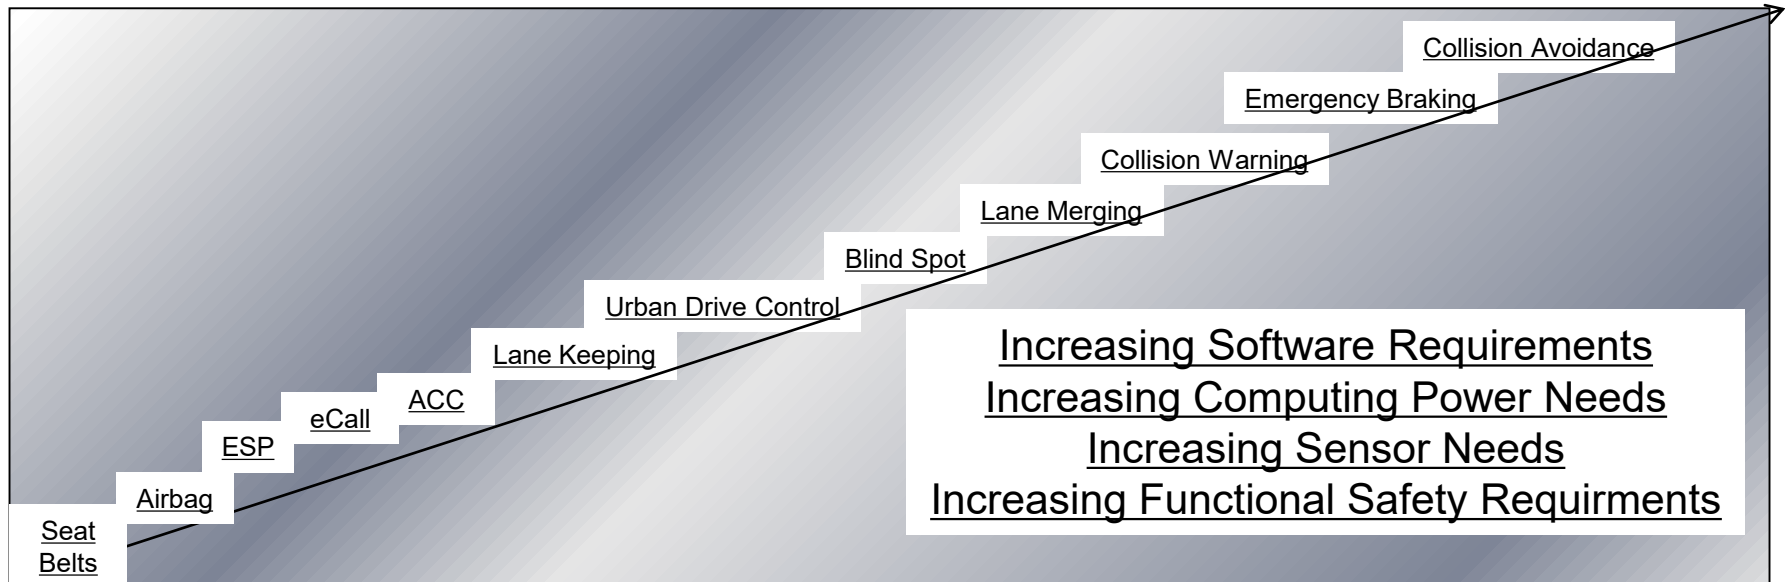 Collision Avoidance
Emergency Braking
Collision Warning
Lane Merging
Blind Spot
Urban Drive Control
Lane Keeping
ACC
eCall
ESP
Airbag
Seat
Belts
Increasing Software Requirements
Increasing Computing Power Needs
Increasing Sensor Needs
Increasing Functional Safety Requirments